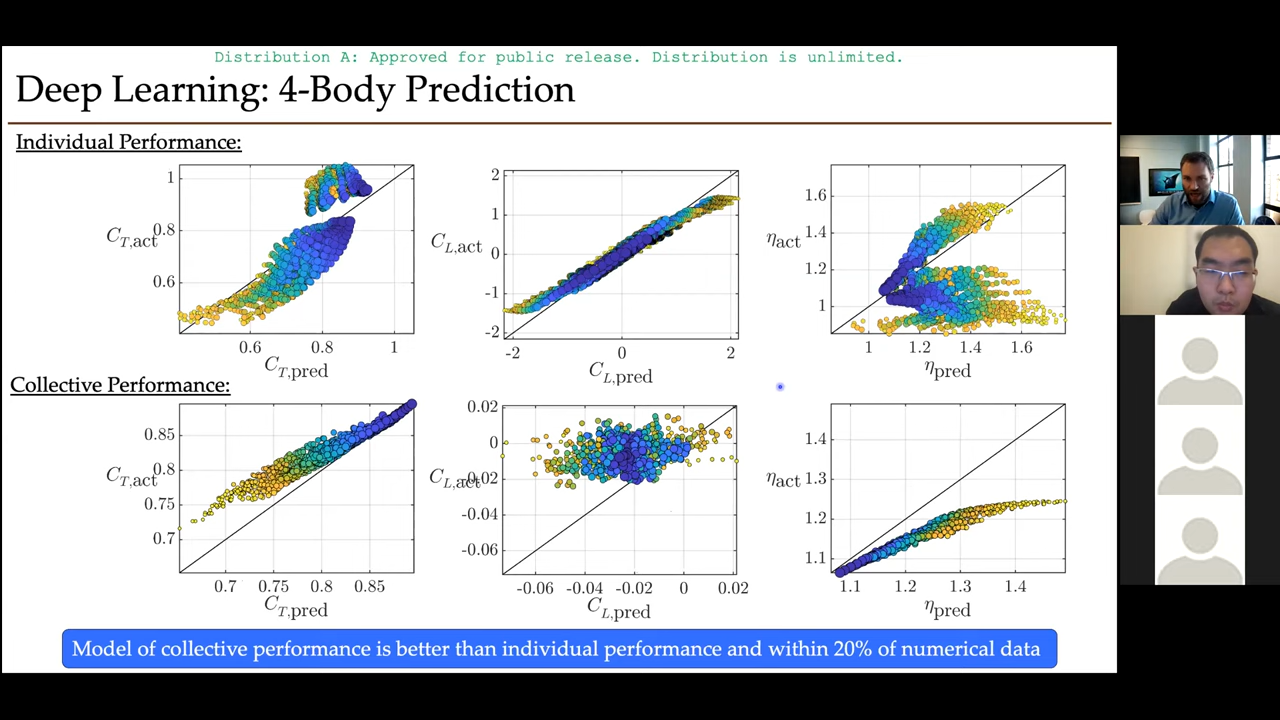 Distribution A: Approved for public release. Distribution is unlimited.
Deep Learning: 4-Body Prediction
Individual Performance:
1
0.8
0.6
C_T,act
0.6 0.8 1
C_T,pred
2
1
0
-1
-2
C_L,act
-2 0 2
C_L,pred
1.6
1.4
1.2
1
η_act
1 1.2 1.4 1.6
η_pred
Collective Performance:
0.85
0.8
0.75
0.7
C_T,act
0.7 0.75 0.8 0.85
C_T,pred
0.02
0
-0.02
-0.04
-0.06
C_L,act
-0.06 -0.04 -0.02 0 0.02
C_L,pred
1.4
1.3
1.2
1.1
η_act
1.1 1.2 1.3 1.4
η_pred
Model of collective performance is better than individual performance and within 20% of numerical data